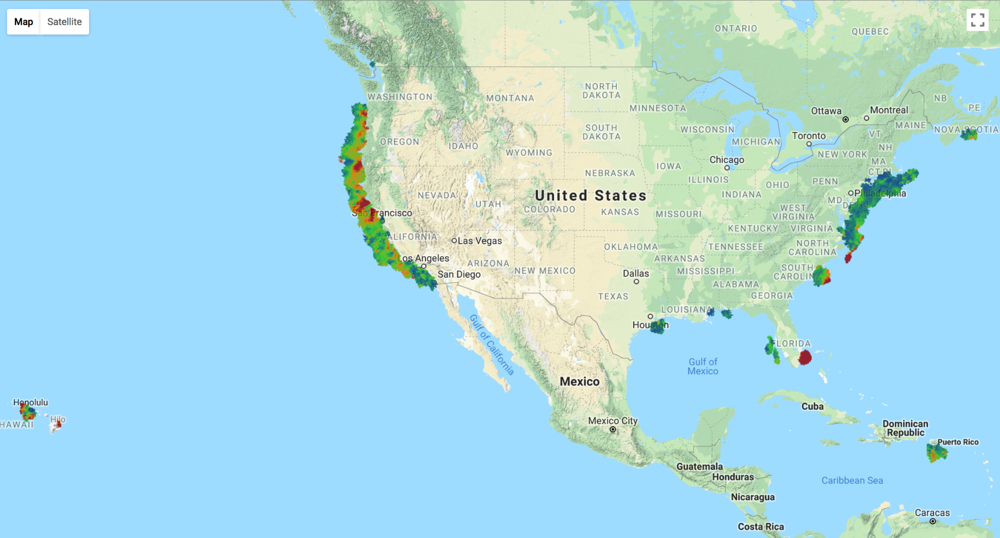 Map
Satellite
ONTARIO
QUEBEC
WASHINGTON
MONTANA
NORTH
DAKOTA
MINNESOTA
Ottawa
Montreal
NB
PE
MAINE
NOVA SCOTIA
SOUTH
DAKOTA
WISCONSIN
MICHIGAN
Toronto
VT
NH
OREGON
IDAHO
WYOMING
NEW YORK
MA
CT RI
Chicago
IOWA
NEBRASKA
ILLINOIS
OHIO
PENN
Philadelphia
United States
NEVADA
UTAH
COLORADO
KANSAS
MISSOURI
INDIANA
MD
DE
WEST
VIRGINIA
San Francisco
KENTUCKY
VIRGINIA
CALIFORNIA
Las Vegas
OKLAHOMA
TENNESSEE
NORTH
CAROLINA
Los Angeles
ARIZONA
NEW MEXICO
ARKANSAS
MISSISSIPPI
SOUTH
CAROLINA
San Diego
Dallas
ALABAMA
GEORGIA
TEXAS
LOUISIANA
Houston
Gulf of California
FLORIDA
Gulf of
Mexico
Mexico
Honolulu
HAWAII
Hilo
Cuba
Mexico City
Dominican
Republic
Puerto Rico
Guatemala
Honduras
Caribbean Sea
Nicaragua
Caracas
Costa Rica